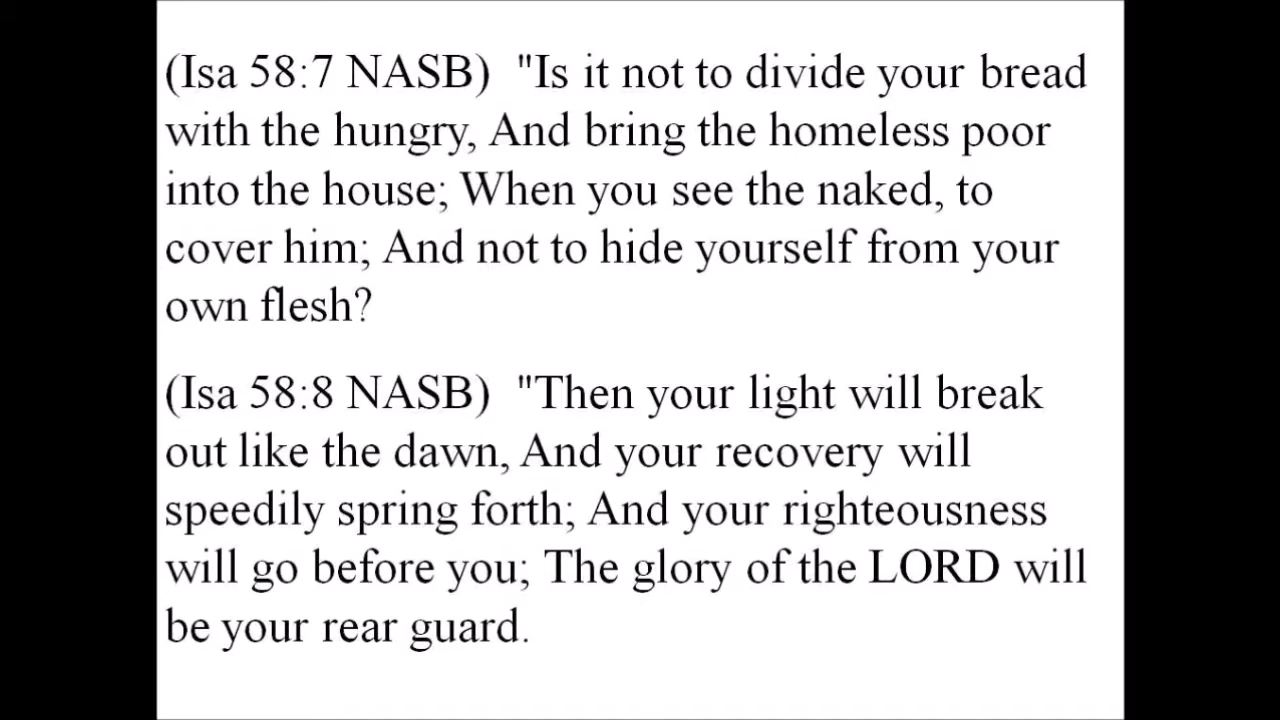 (Isa 58:7 NASB)  "Is it not to divide your bread
with the hungry, And bring the homeless poor
into the house; When you see the naked, to
cover him; And not to hide yourself from your
own flesh?
(Isa 58:8 NASB)  "Then your light will break
out like the dawn, And your recovery will
speedily spring forth; And your righteousness
will go before you; The glory of the LORD will
be your rear guard.